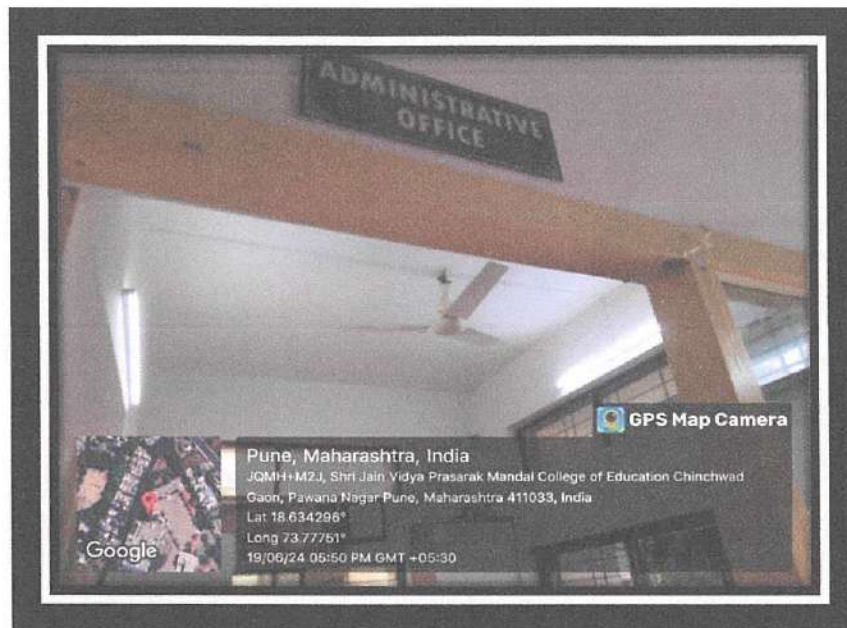 ADMINISTRATIVE
OFFICE
GPS Map Camera
Pune, Maharashtra, India
JQMH+M2J, Shri Jain Vidya Prasarak Mandal College of Education Chinchwad
Gaon, Pawana Nagar Pune, Maharashtra 411033, India
Lat 18.634296°
Long 73.77751°
19/06/24 05:50 PM GMT +05:30
Google